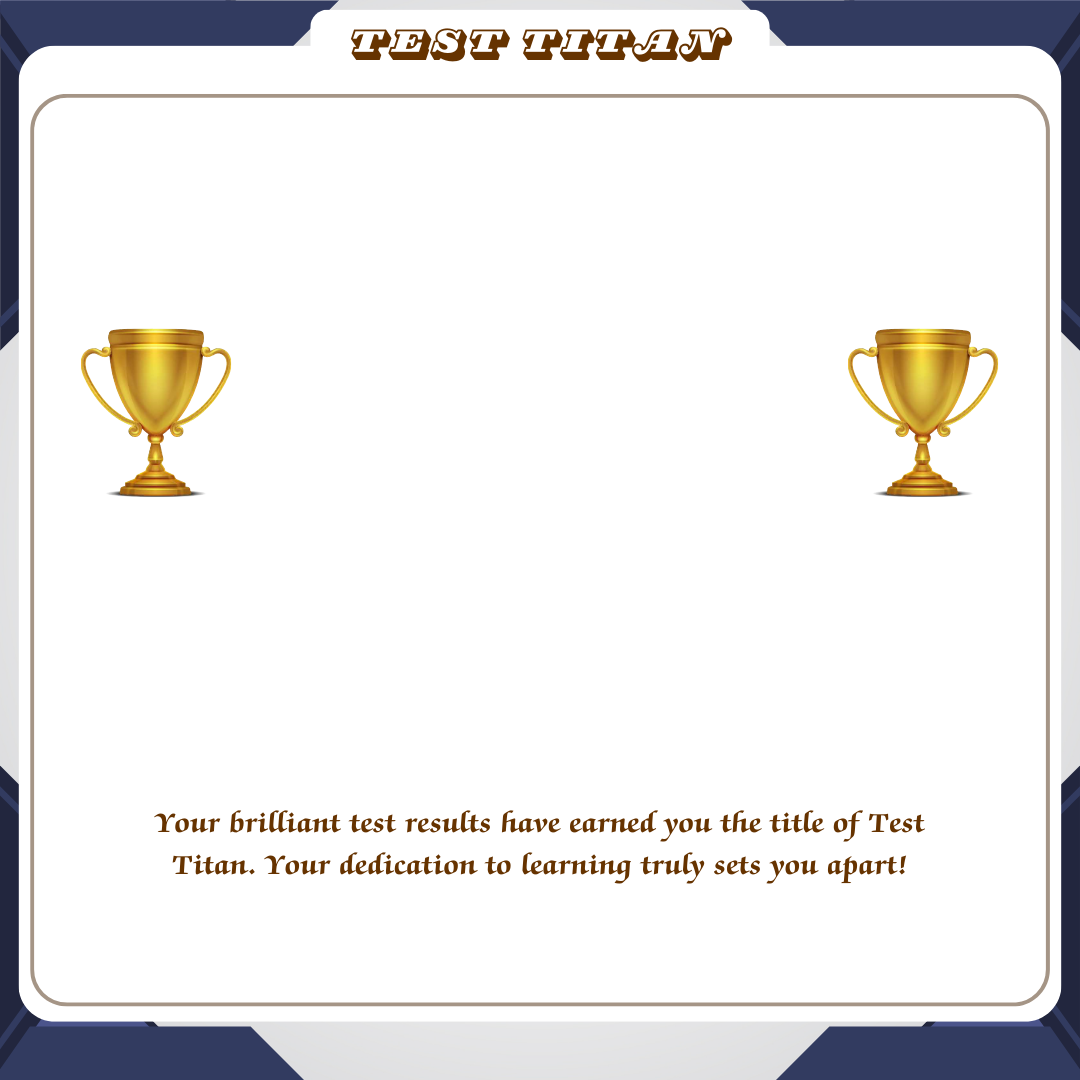 TEST TITAN
Your brilliant test results have earned you the title of Test
Titan. Your dedication to learning truly sets you apart!